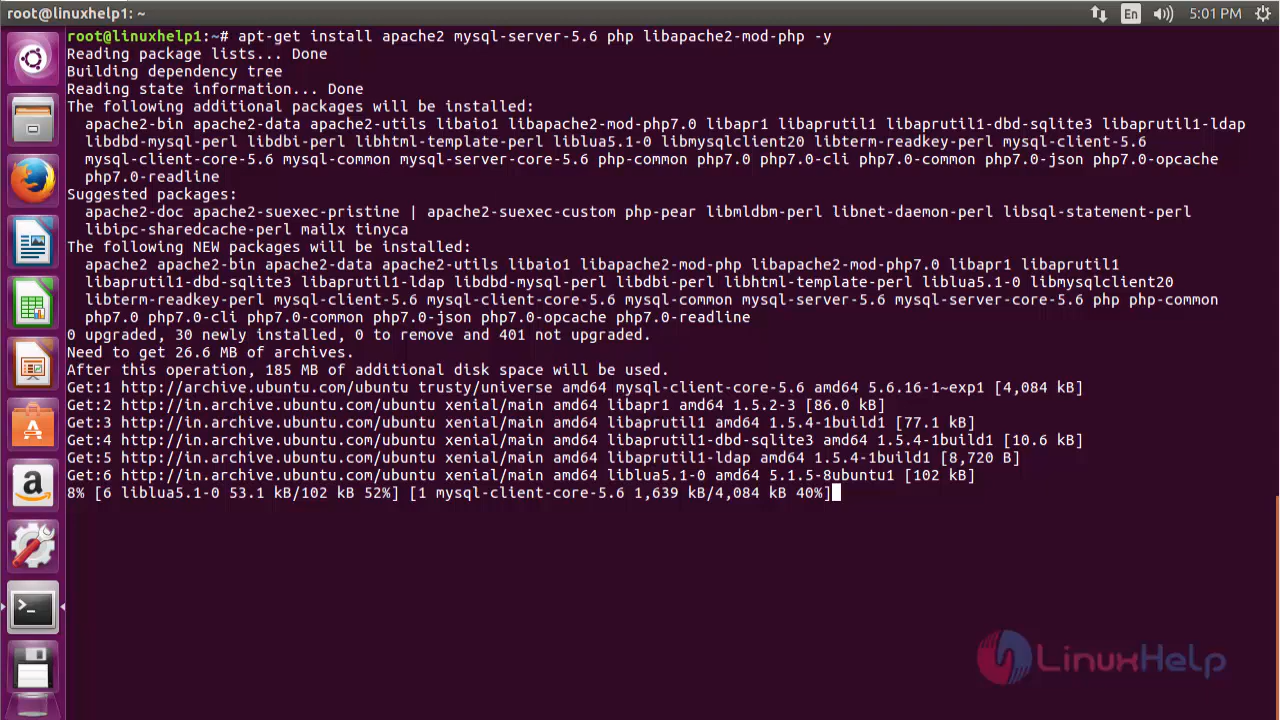 root@linuxhelp1: ~
En
5:01 PM
root@linuxhelp1:~# apt-get install apache2 mysql-server-5.6 php libapache2-mod-php -y
Reading package lists... Done
Building dependency tree
Reading state information... Done
The following additional packages will be installed:
apache2-bin apache2-data apache2-utils libaio1 libapache2-mod-php7.0 libapr1 libaprutil1 libaprutil1-dbd-sqlite3 libaprutil1-ldap
libdbd-mysql-perl libdbi-perl libhtml-template-perl liblua5.1-0 libmysqlclient20 libterm-readkey-perl mysql-client-5.6
mysql-client-core-5.6 mysql-common mysql-server-core-5.6 php-common php7.0 php7.0-cli php7.0-common php7.0-json php7.0-opcache
php7.0-readline
Suggested packages:
apache2-doc apache2-suexec-pristine | apache2-suexec-custom php-pear libmldbm-perl libnet-daemon-perl libsql-statement-perl
libipc-sharedcache-perl mailx tinyca
The following NEW packages will be installed:
apache2 apache2-bin apache2-data apache2-utils libaio1 libapache2-mod-php libapache2-mod-php7.0 libapr1 libaprutil1
libaprutil1-dbd-sqlite3 libaprutil1-ldap libdbd-mysql-perl libdbi-perl libhtml-template-perl liblua5.1-0 libmysqlclient20
libterm-readkey-perl mysql-client-5.6 mysql-client-core-5.6 mysql-common mysql-server-5.6 mysql-server-core-5.6 php php-common
php7.0 php7.0-cli php7.0-common php7.0-json php7.0-opcache php7.0-readline
0 upgraded, 30 newly installed, 0 to remove and 401 not upgraded.
Need to get 26.6 MB of archives.
After this operation, 185 MB of additional disk space will be used.
Get:1 http://archive.ubuntu.com/ubuntu trusty/universe amd64 mysql-client-core-5.6 amd64 5.6.16-1~exp1 [4,084 kB]
Get:2 http://in.archive.ubuntu.com/ubuntu xenial/main amd64 libapr1 amd64 1.5.2-3 [86.0 kB]
Get:3 http://in.archive.ubuntu.com/ubuntu xenial/main amd64 libaprutil1 amd64 1.5.4-1build1 [77.1 kB]
Get:4 http://in.archive.ubuntu.com/ubuntu xenial/main amd64 libaprutil1-dbd-sqlite3 amd64 1.5.4-1build1 [10.6 kB]
Get:5 http://in.archive.ubuntu.com/ubuntu xenial/main amd64 libaprutil1-ldap amd64 1.5.4-1build1 [8,720 B]
Get:6 http://in.archive.ubuntu.com/ubuntu xenial/main amd64 liblua5.1-0 amd64 5.1.5-8ubuntu1 [102 kB]
8% [6 liblua5.1-0 53.1 kB/102 kB 52%] [1 mysql-client-core-5.6 1,639 kB/4,084 kB 40%]
LinuxHelp